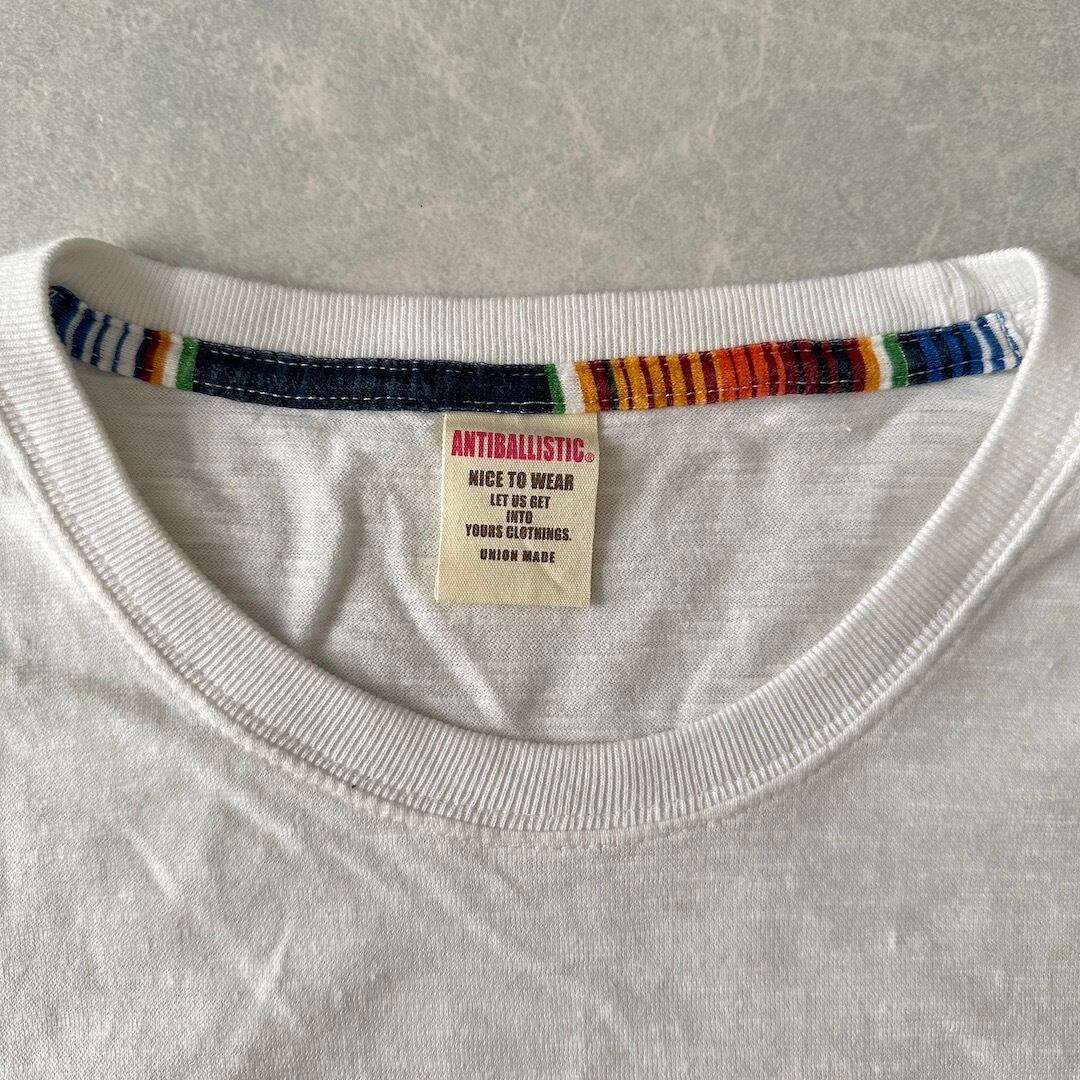 ANTIBALLISTIC®
NICE TO WEAR
LET US GET
INTO
YOURS CLOTHINGS.
UNION MADE